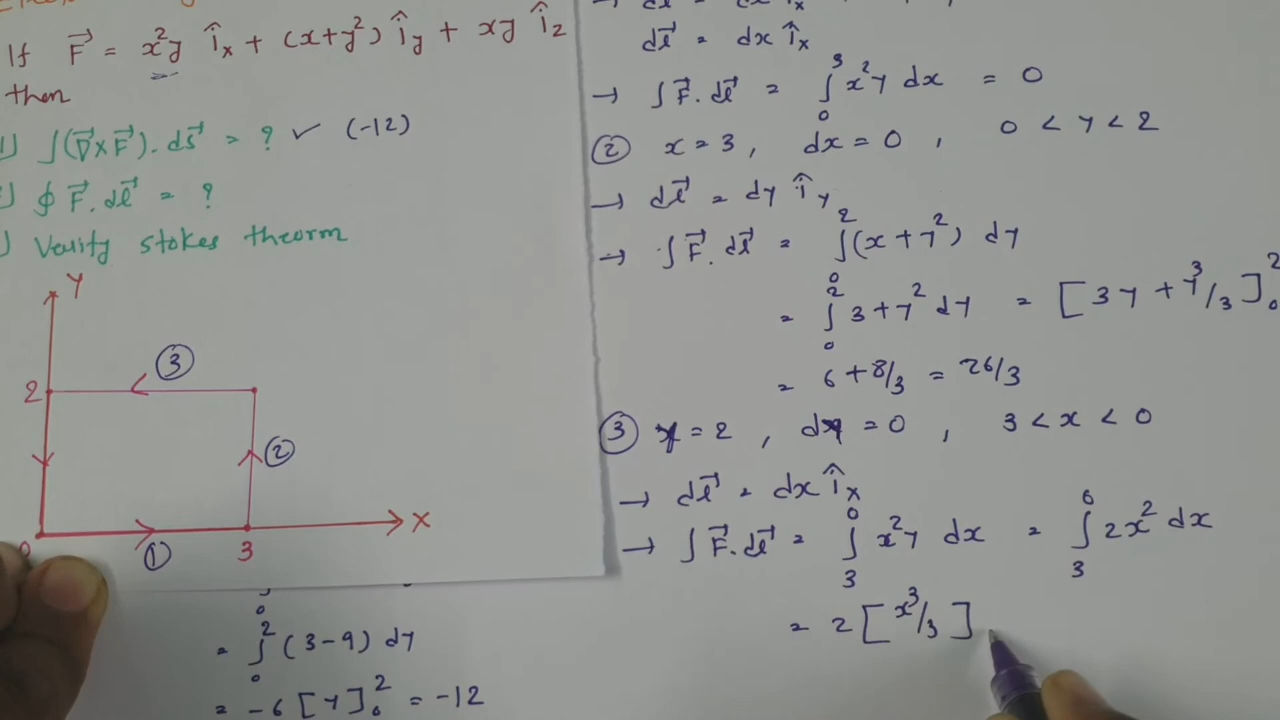 If F⃗ = x²y îx + (x+y²) îy + xy îz
then
1) ∫(∇⃗×F⃗).ds⃗ = ? ✓ (-12)
) ∮ F⃗.dl⃗ = ?
) Verify stokes theorm
Y
2
③
②
①
0
3
X
0
= ∫₀² (3-9) dy
= -6 [y]₀² = -12
dl⃗ = dx îx
→ ∫F⃗.dl⃗ = ∫₀³ x²y dx = 0
② x = 3, dx = 0, 0 < y < 2
→ dl⃗ = dy îy
→ ∫F⃗.dl⃗ = ∫₀² (x+y²) dy
= ∫₀² 3+y² dy = [3y + y³/3]₀²
= 6 + 8/3 = 26/3
③ y = 2, dy = 0, 3 < x < 0
→ dl⃗ = dx îx
→ ∫F⃗.dl⃗ = ∫₃⁰ x²y dx = ∫₃⁰ 2x² dx
= 2 [x³/3]